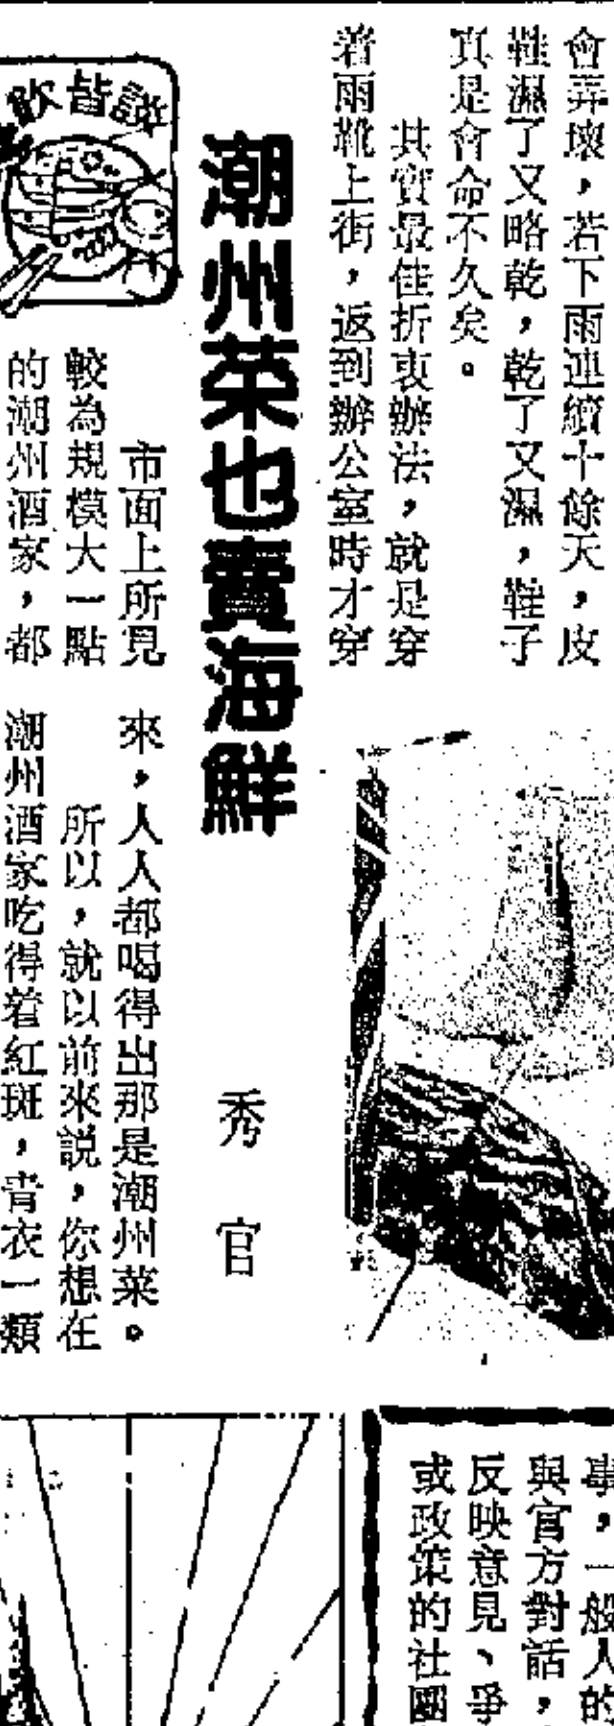 會弄壞，若下雨連續十餘天，皮
鞋濕了又略乾，乾了又濕，鞋子
真是會命不久矣。
其實最佳折衷辦法，就是穿
着雨靴上街，返到辦公室時才穿
潮州菜也賣海鮮
秀官
飲皆談
市面上所見
較為規模大一點
的潮州酒家，都
來，人人都喝得出那是潮州菜。
所以，就以前來說，你想在
潮州酒家吃得着紅斑，青衣一類
事，一般人的
與官方對話，
反映意見、爭
或政策的社團